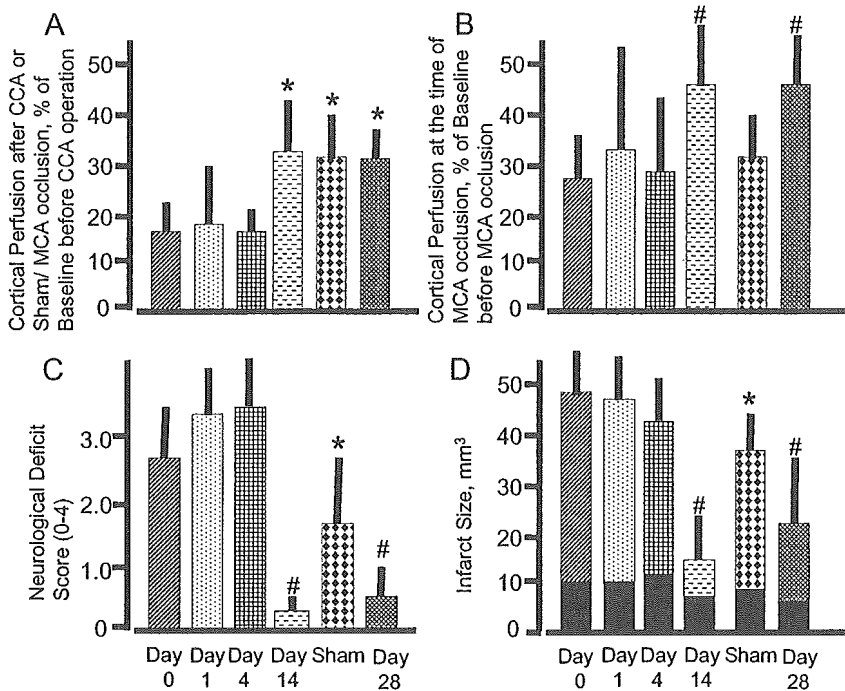 A
Cortical Perfusion after CCA or
Sham/ MCA occlusion, % of
Baseline before CCA operation
50
40
30
20
10
0
*
*
*
B
Cortical Perfusion at the time of
MCA occlusion, % of Baseline
before MCA occlusion
50
40
30
20
10
0
#
#
C
Neurological Deficit
Score (0-4)
3.0
2.0
1.0
0
#
*
#
Day 0
Day 1
Day 4
Day 14
Sham
Day 28
D
Infarct Size, mm³
50
40
30
20
10
0
#
*
#
Day 0
Day 1
Day 4
Day 14
Sham
Day 28